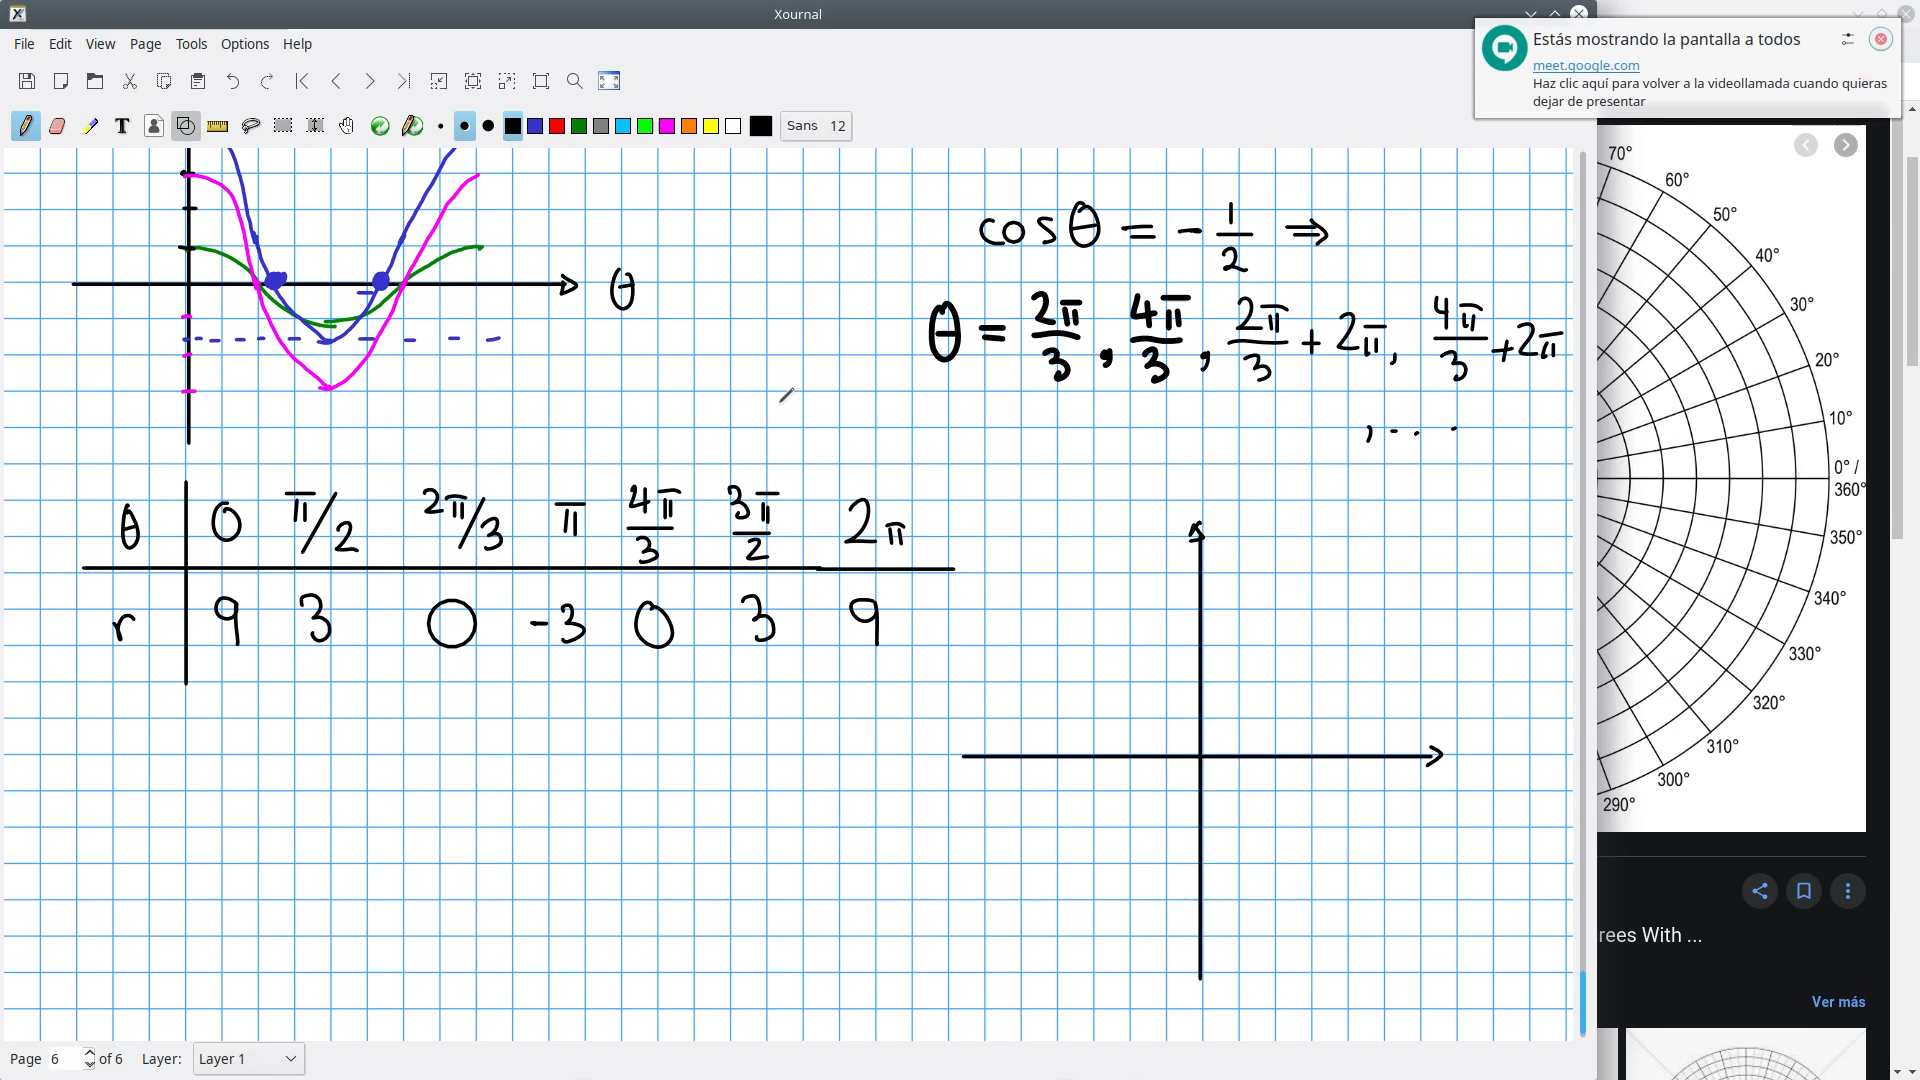 Xournal
File Edit View Page Tools Options Help
Estás mostrando la pantalla a todos
meet.google.com
Haz clic aquí para volver a la videollamada cuando quieras
dejar de presentar
Sans 12
θ
cosθ = - 1/2 ⇒
θ = 2π/3, 4π/3, 2π/3 + 2π, 4π/3 + 2π
, - . .
θ 0 π/2 2π/3 π 4π/3 3π/2 2π
r 9 3 0 -3 0 3 9
70°
60°
50°
40°
30°
20°
10°
0° /
360°
350°
340°
330°
320°
310°
300°
290°
rees With ...
Ver más
Page 6 of 6 Layer: Layer 1